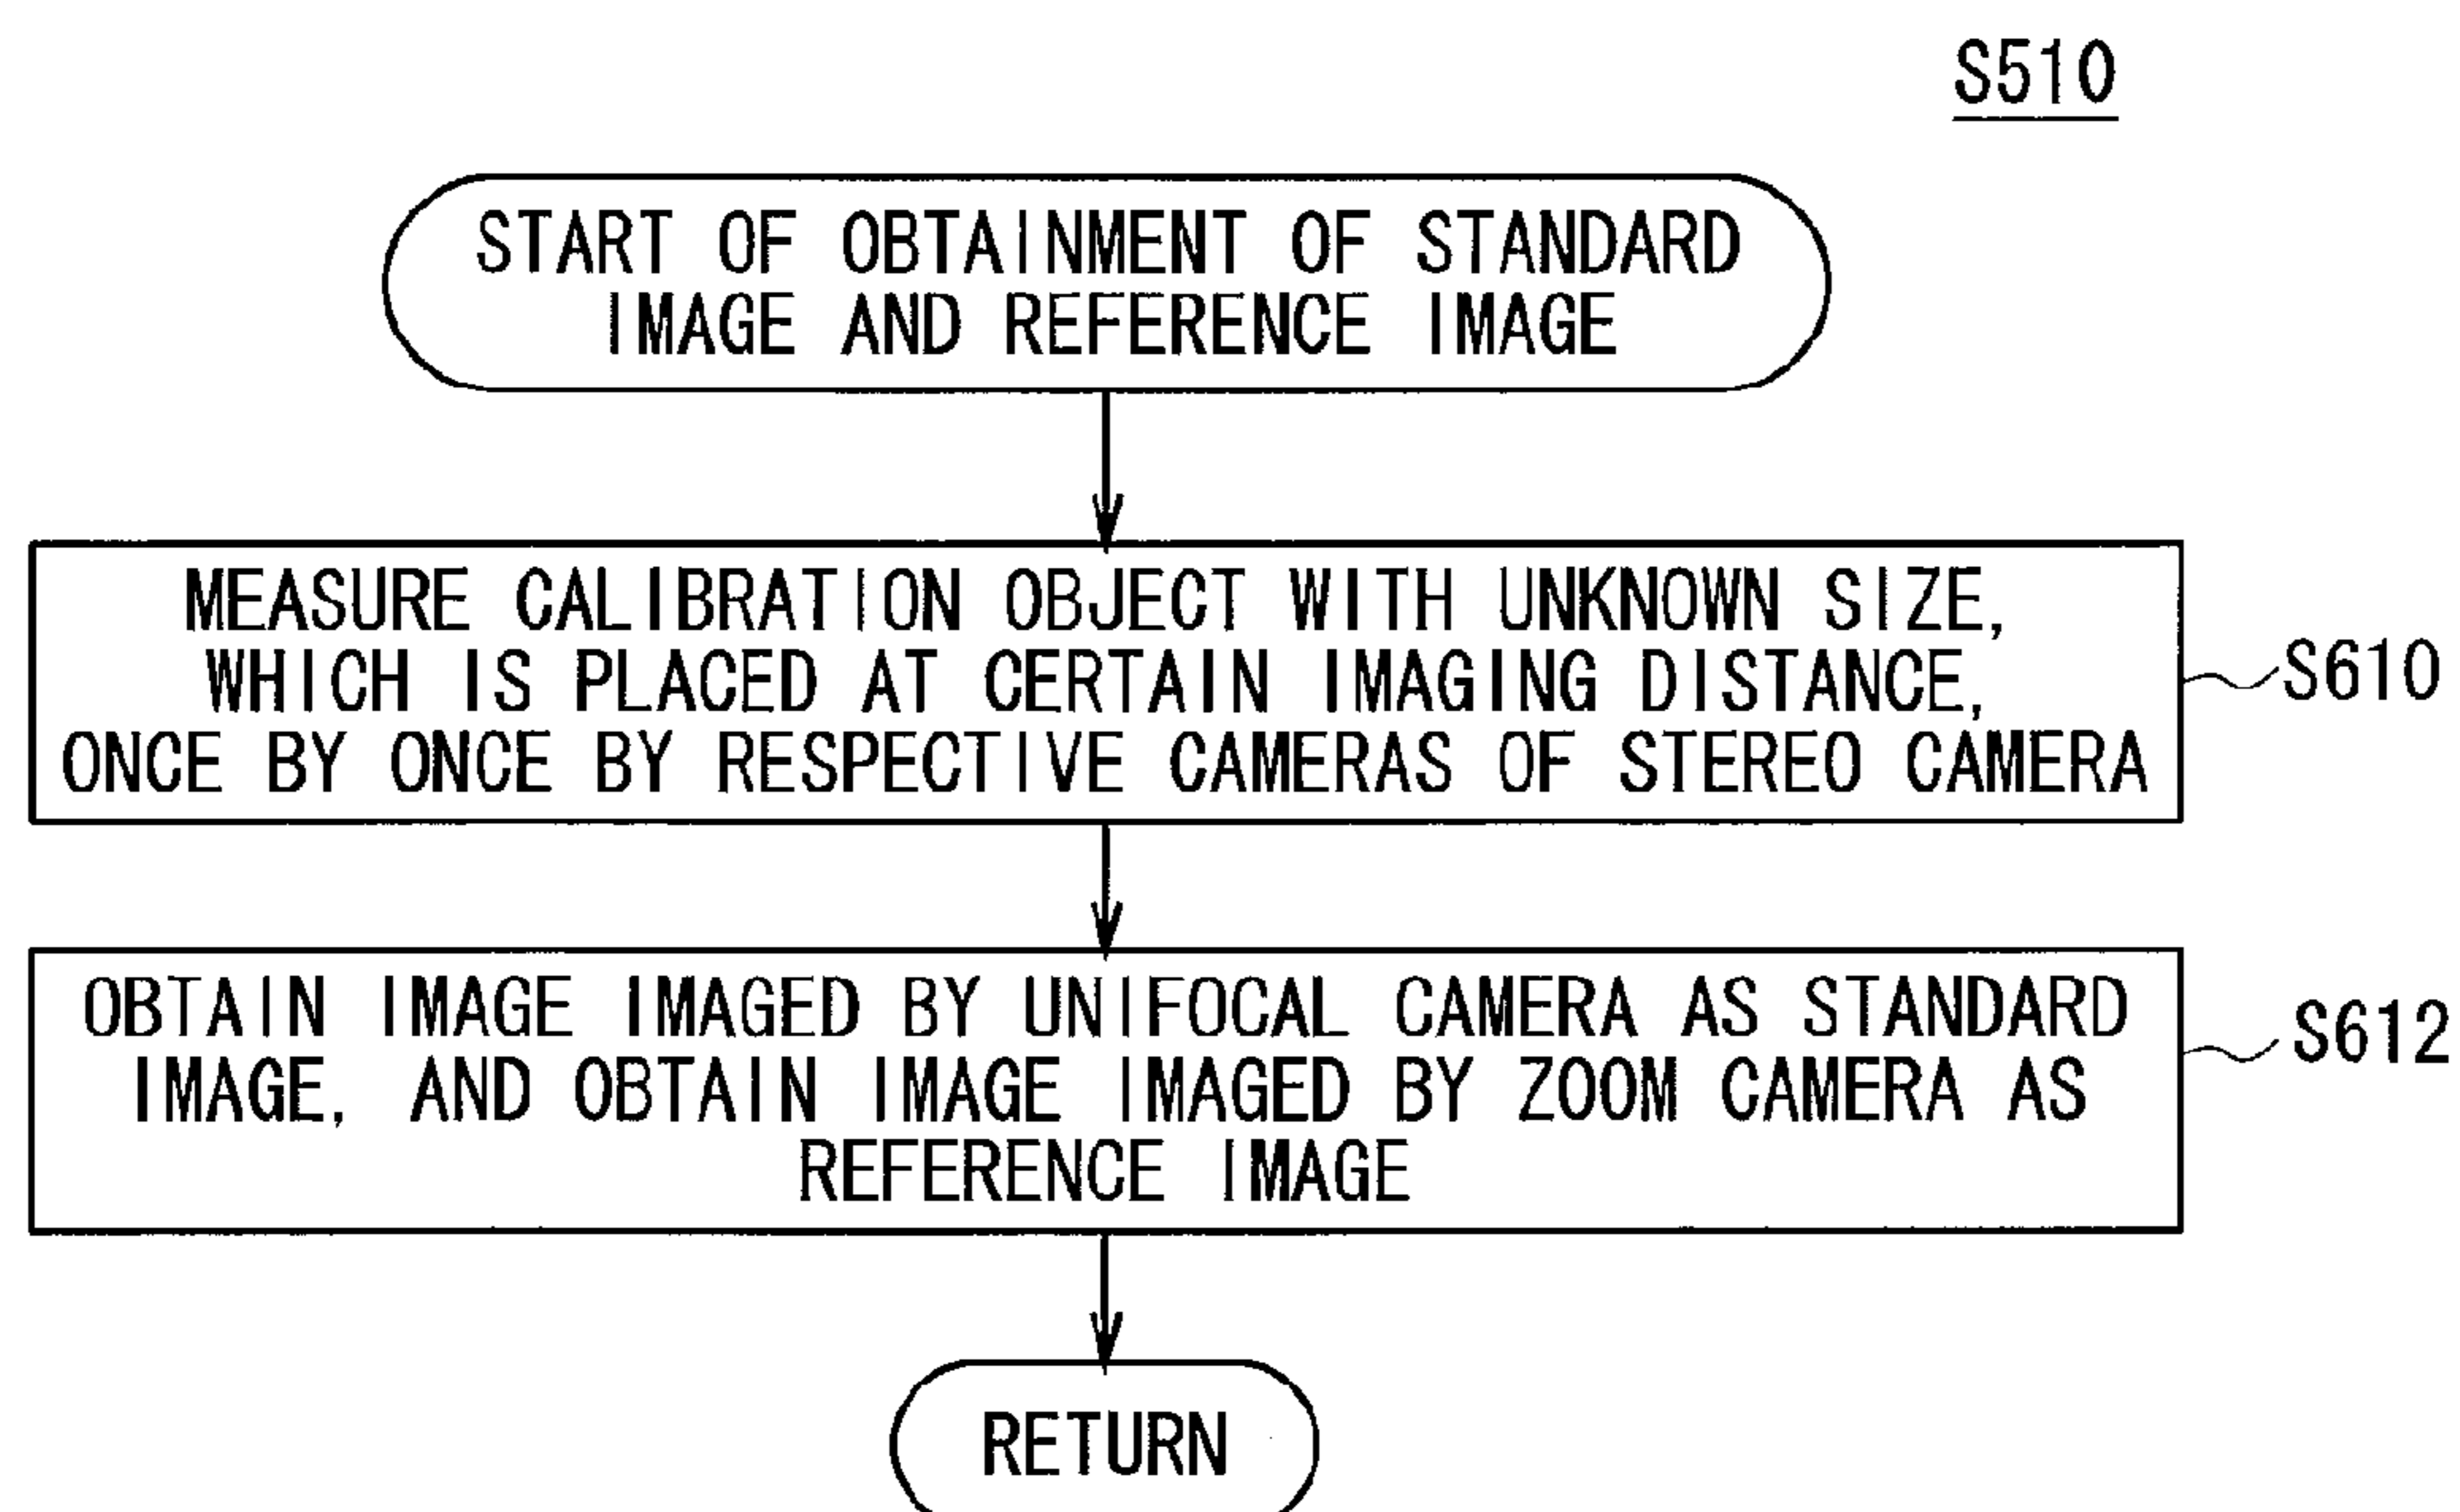 S510
START OF OBTAINMENT OF STANDARD
IMAGE AND REFERENCE IMAGE
MEASURE CALIBRATION OBJECT WITH UNKNOWN SIZE,
WHICH IS PLACED AT CERTAIN IMAGING DISTANCE,
ONCE BY ONCE BY RESPECTIVE CAMERAS OF STEREO CAMERA
S610
OBTAIN IMAGE IMAGED BY UNIFOCAL CAMERA AS STANDARD
IMAGE, AND OBTAIN IMAGE IMAGED BY ZOOM CAMERA AS
REFERENCE IMAGE
S612
RETURN